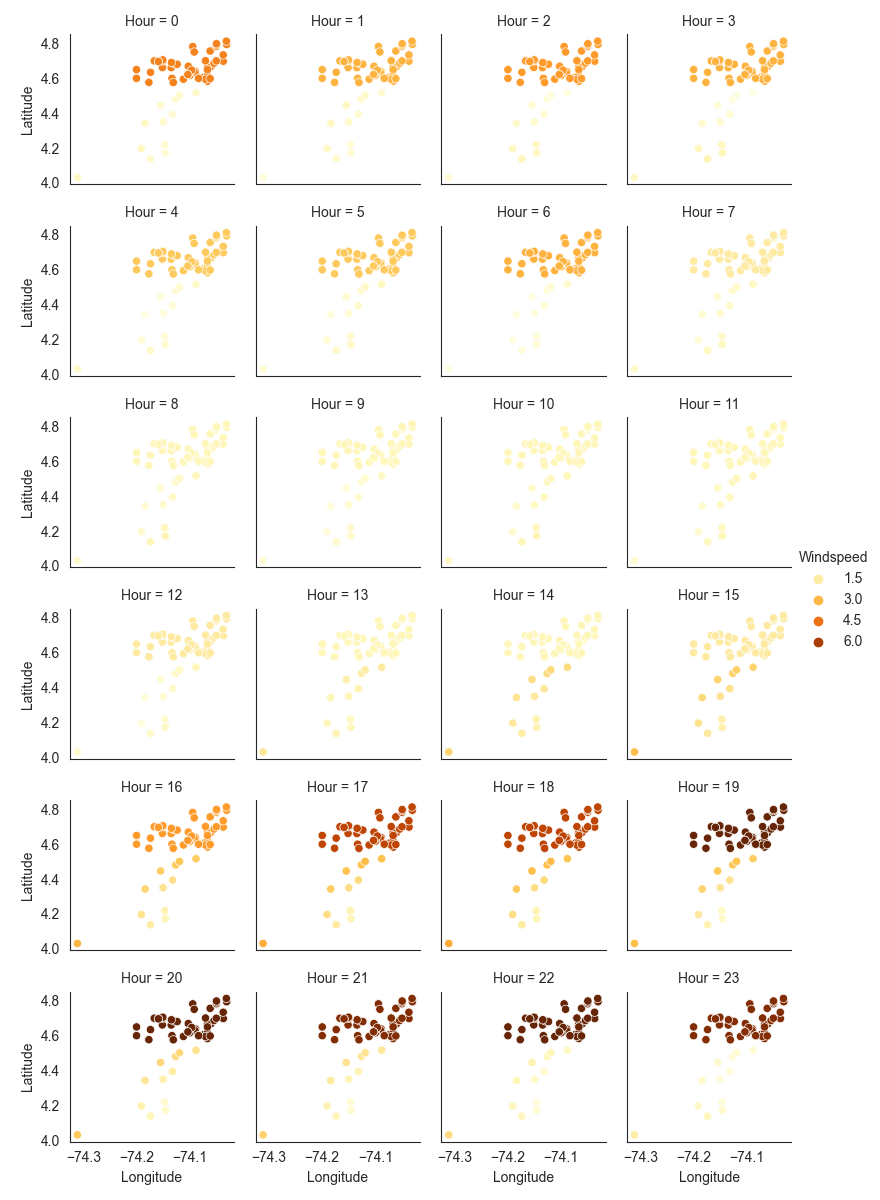 Hour = 0
Hour = 1
Hour = 2
Hour = 3
4.8
4.6
4.4
4.2
4.0
Latitude
Hour = 4
Hour = 5
Hour = 6
Hour = 7
4.8
4.6
4.4
4.2
4.0
Latitude
Hour = 8
Hour = 9
Hour = 10
Hour = 11
4.8
4.6
4.4
4.2
4.0
Latitude
Windspeed
1.5
3.0
4.5
6.0
Hour = 12
Hour = 13
Hour = 14
Hour = 15
4.8
4.6
4.4
4.2
4.0
Latitude
Hour = 16
Hour = 17
Hour = 18
Hour = 19
4.8
4.6
4.4
4.2
4.0
Latitude
Hour = 20
Hour = 21
Hour = 22
Hour = 23
4.8
4.6
4.4
4.2
4.0
Latitude
−74.3 −74.2 −74.1
Longitude
−74.3 −74.2 −74.1
Longitude
−74.3 −74.2 −74.1
Longitude
−74.3 −74.2 −74.1
Longitude